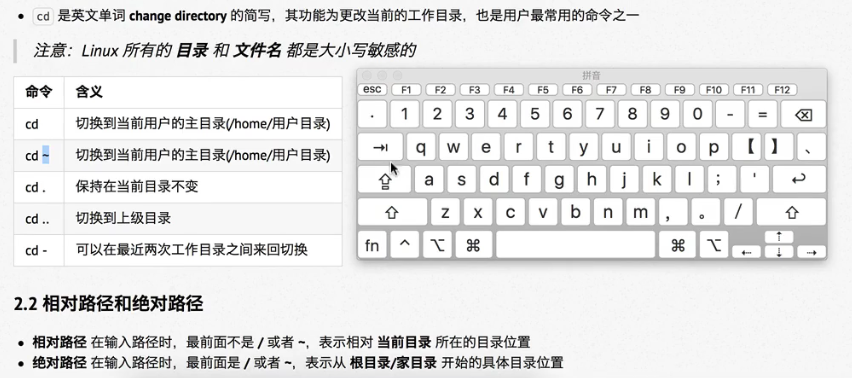 cd 是英文单词 change directory 的简写，其功能为更改当前的工作目录，也是用户最常用的命令之一
注意：Linux 所有的 目录 和 文件名 都是大小写敏感的
命令 含义
cd 切换到当前用户的主目录(/home/用户目录)
cd ~ 切换到当前用户的主目录(/home/用户目录)
cd . 保持在当前目录不变
cd .. 切换到上级目录
cd - 可以在最近两次工作目录之间来回切换
拼音
esc F1 F2 F3 F4 F5 F6 F7 F8 F9 F10 F11 F12
· 1 2 3 4 5 6 7 8 9 0 - = ⌫
⇥ q w e r t y u i o p 【 】 、
⇪ a s d f g h j k l ； ' ↩
⇧ z x c v b n m ， 。 / ⇧
fn ⌃ ⌥ ⌘ ⌘ ⌥ ⇠ ⇡ ⇣ ⇢
2.2 相对路径和绝对路径
相对路径 在输入路径时，最前面不是 / 或者 ~，表示相对 当前目录 所在的目录位置
绝对路径 在输入路径时，最前面是 / 或者 ~，表示从 根目录/家目录 开始的具体目录位置